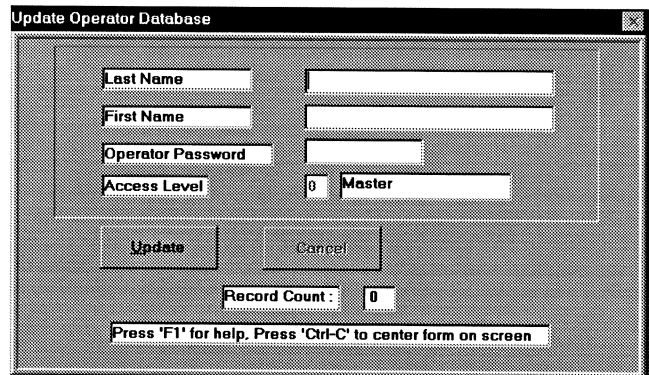 Update Operator Database
Last Name
First Name
Operator Password
Access Level 0 Master
Update Cancel
Record Count : 0
Press 'F1' for help, Press 'Ctrl-C' to center form on screen